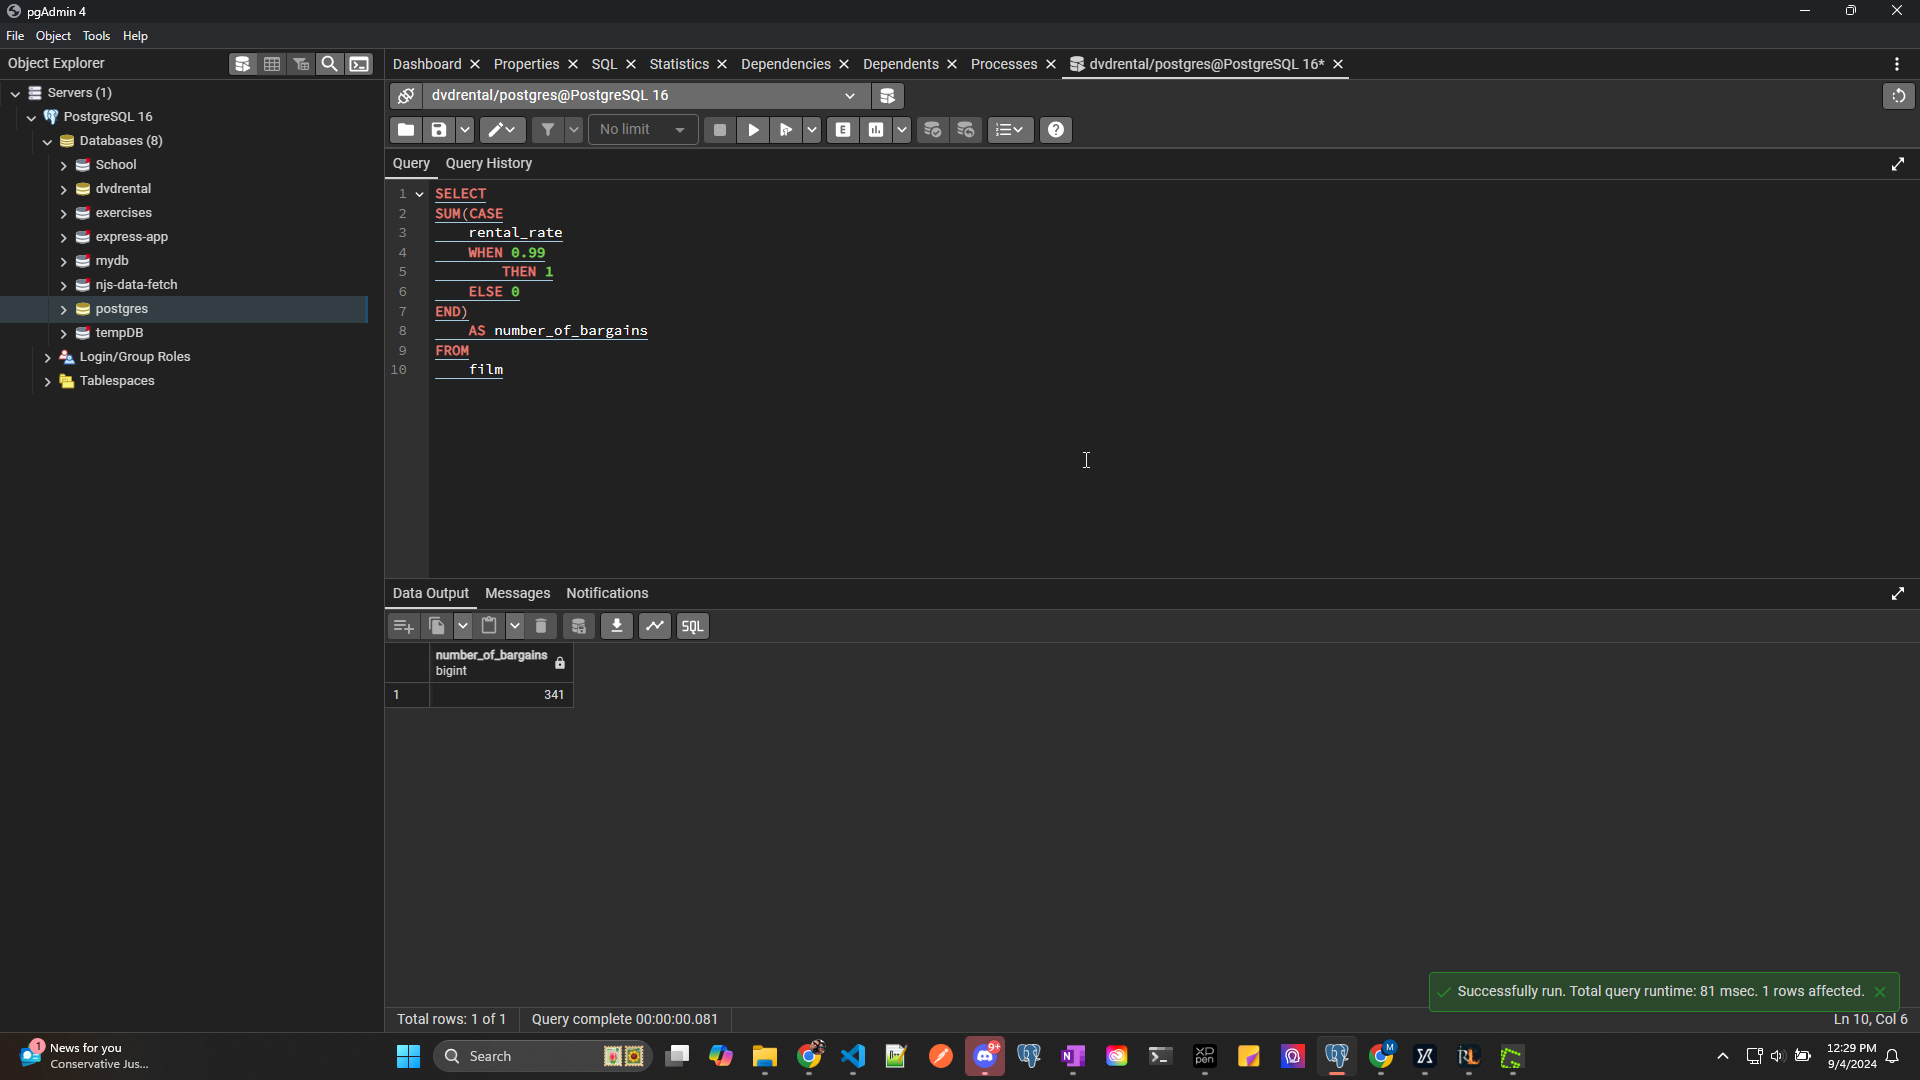 pgAdmin 4
File Object Tools Help
Object Explorer
Dashboard Properties SQL Statistics Dependencies Dependents Processes dvdrental/postgres@PostgreSQL 16*
Servers (1)
PostgreSQL 16
Databases (8)
School
dvdrental
exercises
express-app
mydb
njs-data-fetch
postgres
tempDB
Login/Group Roles
Tablespaces
dvdrental/postgres@PostgreSQL 16
No limit
E
Query Query History
1 SELECT
2 SUM(CASE
3 rental_rate
4 WHEN 0.99
5 THEN 1
6 ELSE 0
7 END)
8 AS number_of_bargains
9 FROM
10 film
Data Output Messages Notifications
SQL
number_of_bargains
bigint
1 341
Successfully run. Total query runtime: 81 msec. 1 rows affected.
Total rows: 1 of 1 Query complete 00:00:00.081 Ln 10, Col 6
1 News for you
Conservative Jus...
Search
9+
XP
pen
M
12:29 PM
9/4/2024